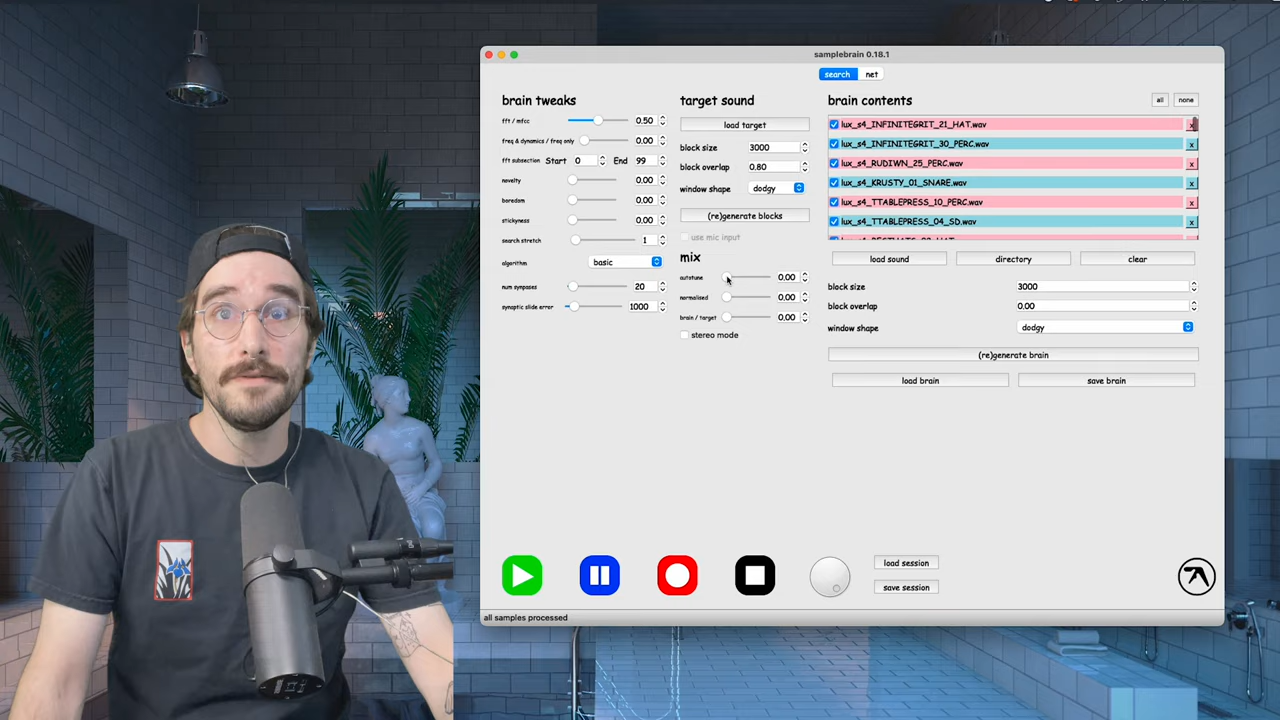 samplebrain 0.18.1
search net
brain tweaks
fft / mfcc 0.50
freq & dynamics / freq only 0.00
fft subsection Start 0 End 99
novelty 0.00
boredom 0.00
stickyness 0.00
search stretch 1
algorithm basic
num synpases 20
synaptic slide error 1000
target sound
load target
block size 3000
block overlap 0.80
window shape dodgy
(re)generate blocks
use mic input
mix
autotune 0.00
normalised 0.00
brain / target 0.00
stereo mode
brain contents all none
lux_s4_INFINITEGRIT_21_HAT.wav x
lux_s4_INFINITEGRIT_30_PERC.wav x
lux_s4_RUDIWN_25_PERC.wav x
lux_s4_KRUSTY_01_SNARE.wav x
lux_s4_TTABLEPRESS_10_PERC.wav x
lux_s4_TTABLEPRESS_04_SD.wav x
load sound directory clear
block size 3000
block overlap 0.00
window shape dodgy
(re)generate brain
load brain save brain
load session
save session
all samples processed